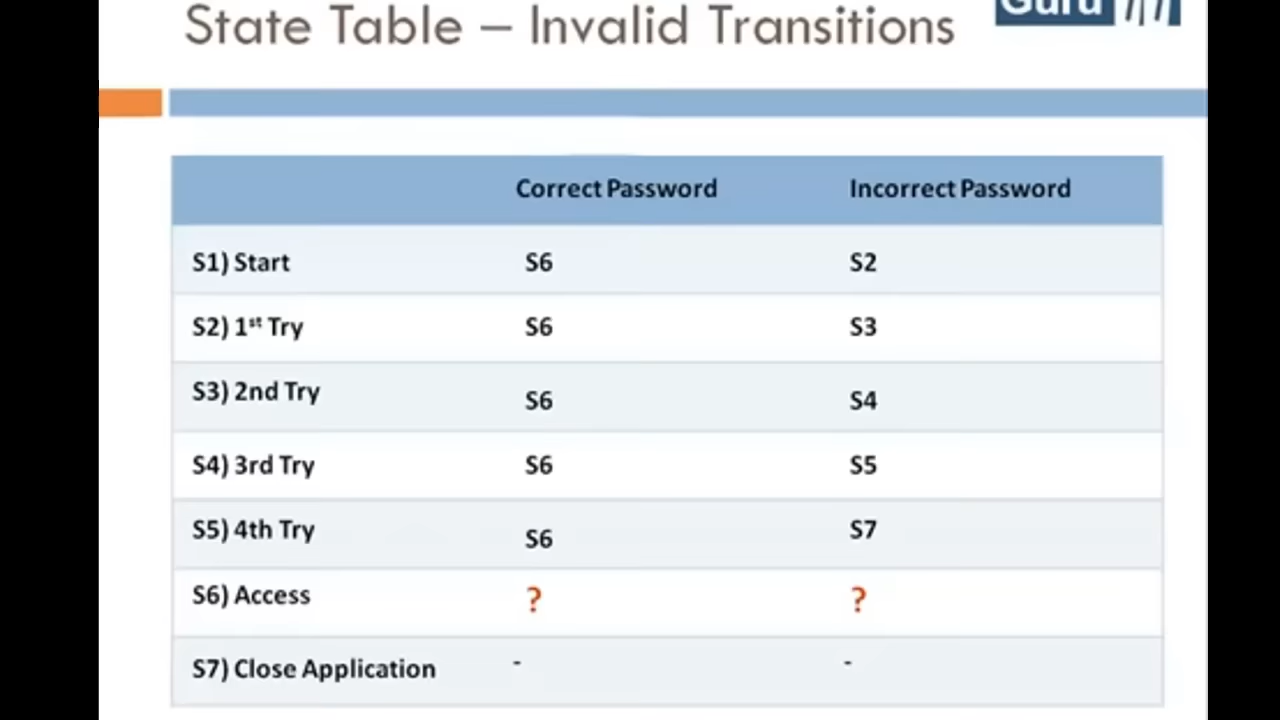 State Table – Invalid Transitions
Guru
Correct Password Incorrect Password
S1) Start S6 S2
S2) 1st Try S6 S3
S3) 2nd Try S6 S4
S4) 3rd Try S6 S5
S5) 4th Try S6 S7
S6) Access ? ?
S7) Close Application - -